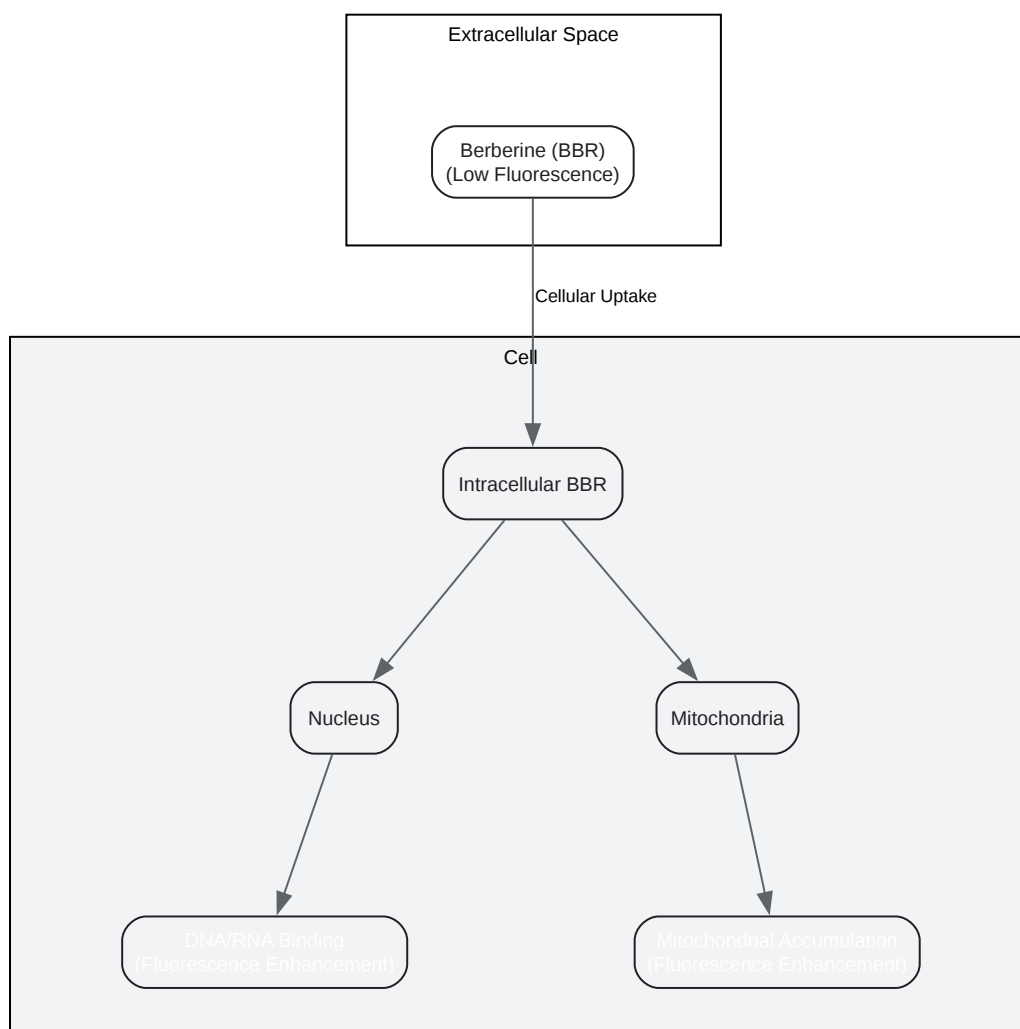 Extracellular Space
Berberine (BBR)
(Low Fluorescence)
Cellular Uptake
Cell
Intracellular BBR
Nucleus
Mitochondria
DNA/RNA Binding
(Fluorescence Enhancement)
Mitochondrial Accumulation
(Fluorescence Enhancement)